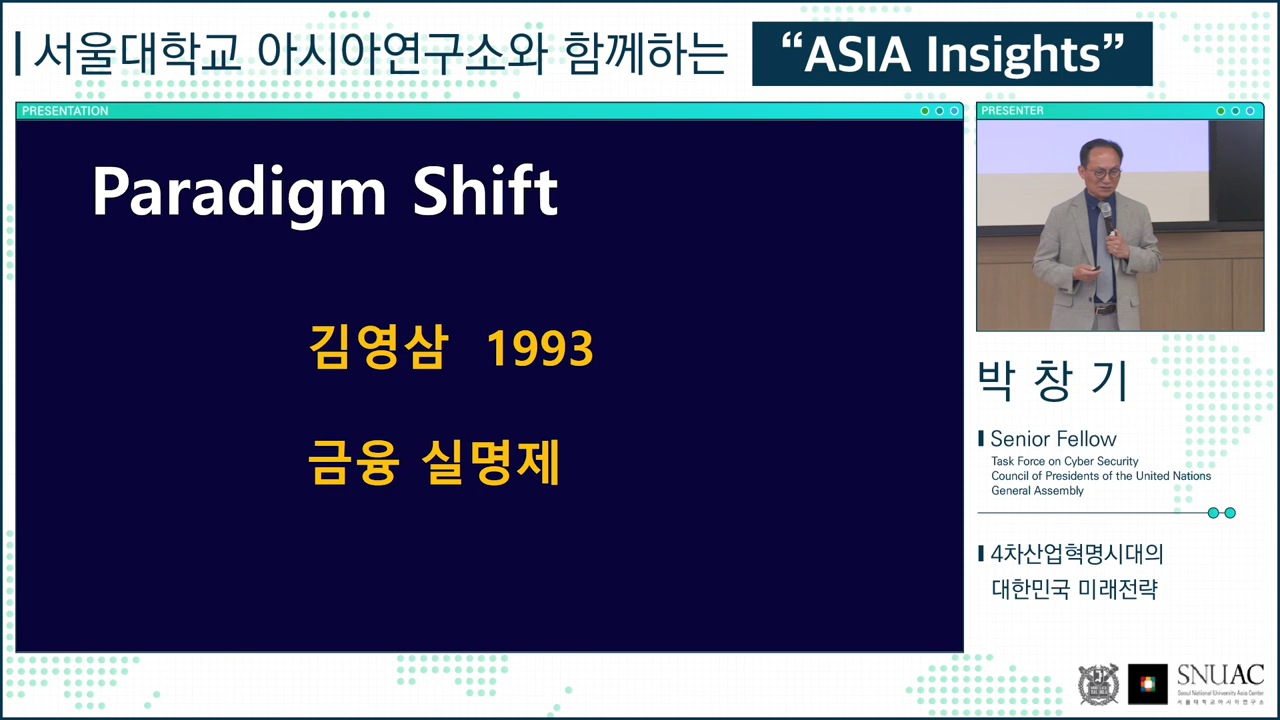 서울대학교 아시아연구소와 함께하는 “ASIA Insights”
PRESENTATION
Paradigm Shift
김영삼 1993
금융 실명제
PRESENTER
박 창 기
Senior Fellow
Task Force on Cyber Security
Council of Presidents of the United Nations
General Assembly
4차산업혁명시대의
대한민국 미래전략
SNUAC
Seoul National University Asia Center
서울대학교아시아연구소